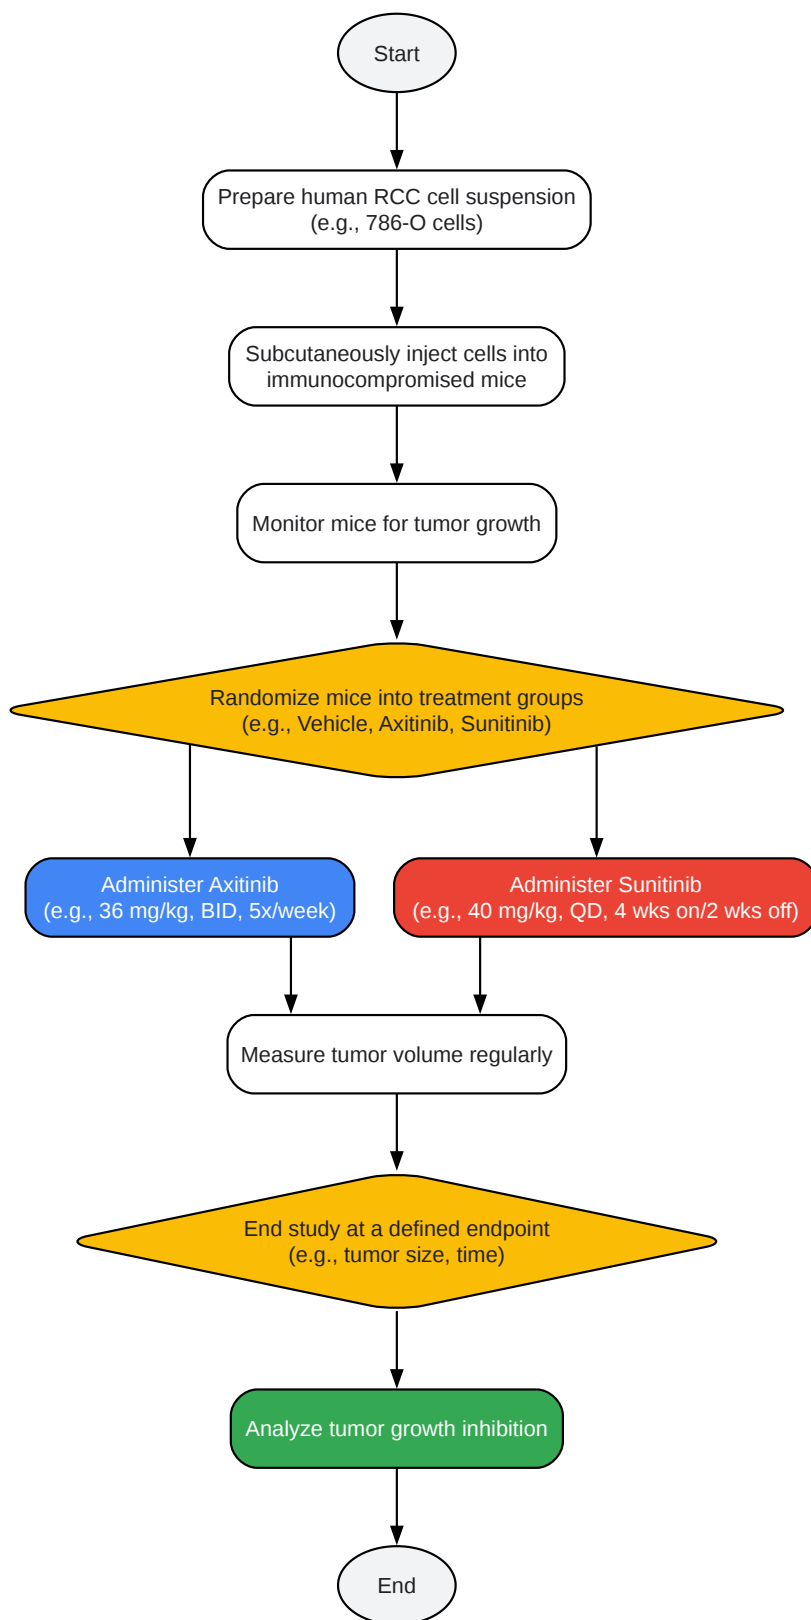 Start
Prepare human RCC cell suspension
(e.g., 786-O cells)
Subcutaneously inject cells into
immunocompromised mice
Monitor mice for tumor growth
Randomize mice into treatment groups
(e.g., Vehicle, Axitinib, Sunitinib)
Administer Axitinib
(e.g., 36 mg/kg, BID, 5x/week)
Administer Sunitinib
(e.g., 40 mg/kg, QD, 4 wks on/2 wks off)
Measure tumor volume regularly
End study at a defined endpoint
(e.g., tumor size, time)
Analyze tumor growth inhibition
End